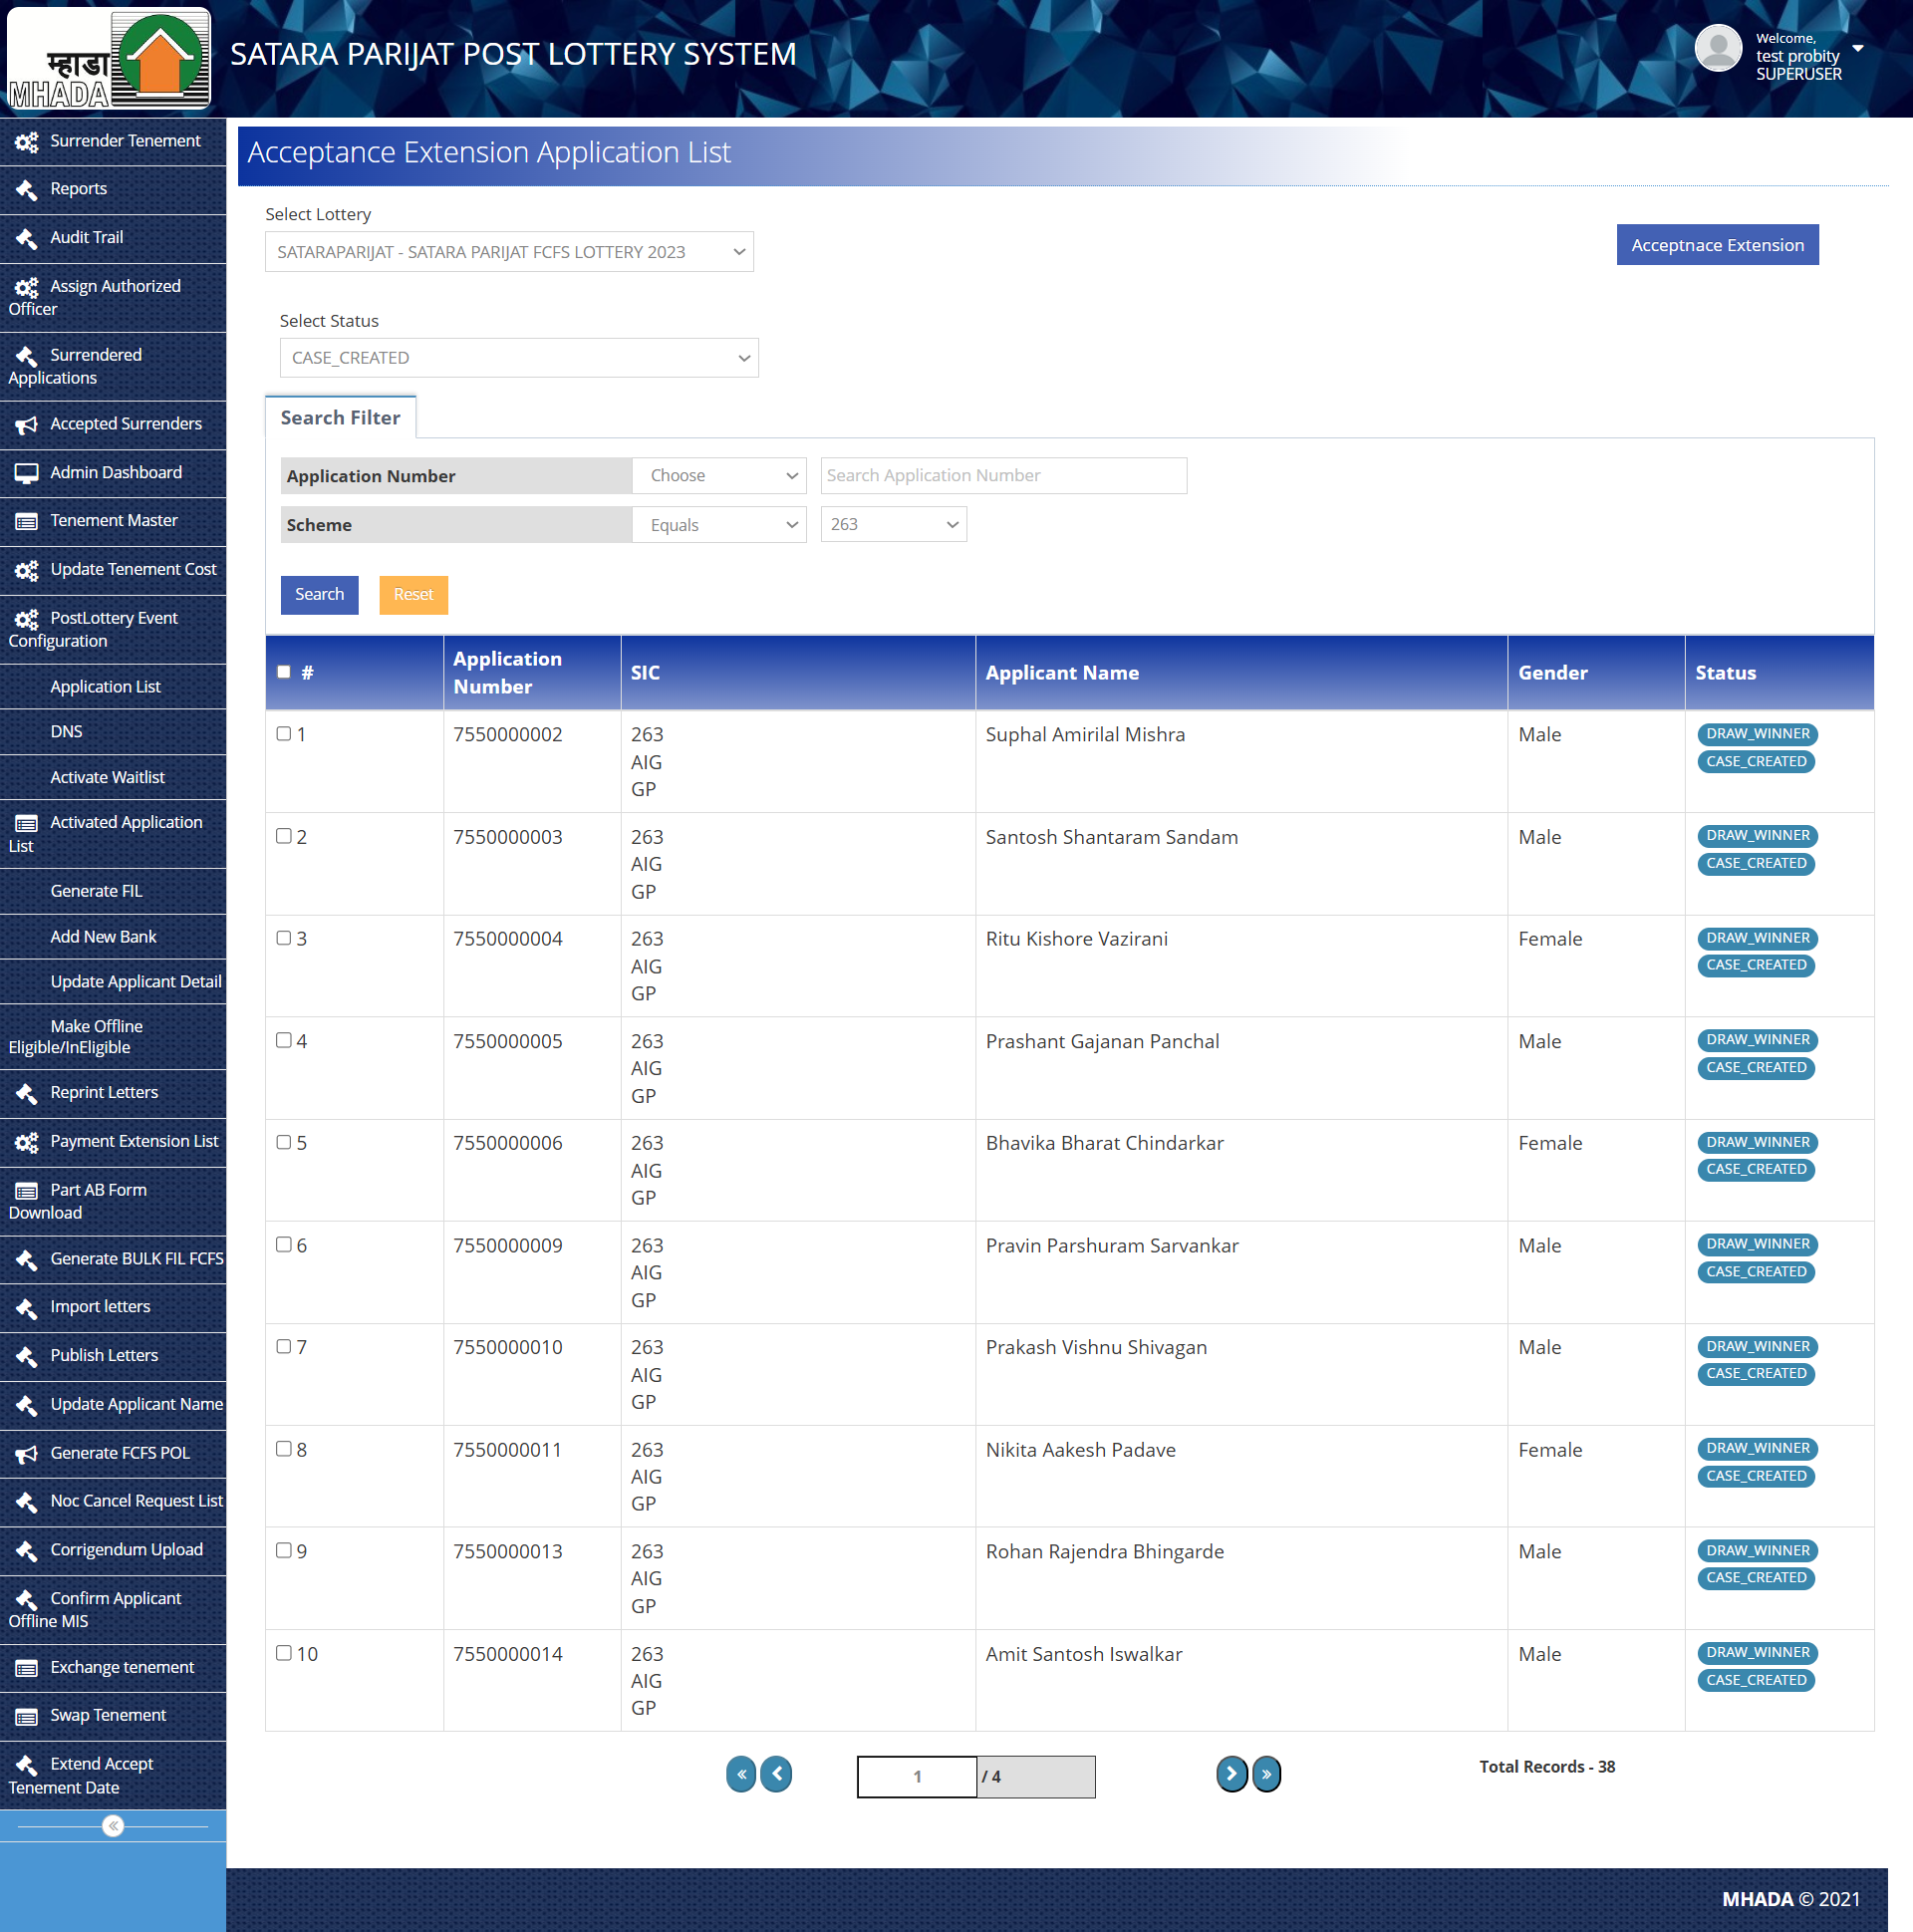 म्हाडा
MHADA
SATARA PARIJAT POST LOTTERY SYSTEM
Welcome,
test probity
SUPERUSER
Surrender Tenement
Reports
Audit Trail
Assign Authorized
Officer
Surrendered
Applications
Accepted Surrenders
Admin Dashboard
Tenement Master
Update Tenement Cost
PostLottery Event
Configuration
Application List
DNS
Activate Waitlist
Activated Application
List
Generate FIL
Add New Bank
Update Applicant Detail
Make Offline
Eligible/InEligible
Reprint Letters
Payment Extension List
Part AB Form
Download
Generate BULK FIL FCFS
Import letters
Publish Letters
Update Applicant Name
Generate FCFS POL
Noc Cancel Request List
Corrigendum Upload
Confirm Applicant
Offline MIS
Exchange tenement
Swap Tenement
Extend Accept
Tenement Date
Acceptance Extension Application List
Select Lottery
SATARAPARIJAT - SATARA PARIJAT FCFS LOTTERY 2023
Acceptnace Extension
Select Status
CASE_CREATED
Search Filter
Application Number Choose Search Application Number
Scheme Equals 263
Search Reset
# Application Number SIC Applicant Name Gender Status
1 7550000002 263 Suphal Amirilal Mishra Male DRAW_WINNER
AIG CASE_CREATED
GP
2 7550000003 263 Santosh Shantaram Sandam Male DRAW_WINNER
AIG CASE_CREATED
GP
3 7550000004 263 Ritu Kishore Vazirani Female DRAW_WINNER
AIG CASE_CREATED
GP
4 7550000005 263 Prashant Gajanan Panchal Male DRAW_WINNER
AIG CASE_CREATED
GP
5 7550000006 263 Bhavika Bharat Chindarkar Female DRAW_WINNER
AIG CASE_CREATED
GP
6 7550000009 263 Pravin Parshuram Sarvankar Male DRAW_WINNER
AIG CASE_CREATED
GP
7 7550000010 263 Prakash Vishnu Shivagan Male DRAW_WINNER
AIG CASE_CREATED
GP
8 7550000011 263 Nikita Aakesh Padave Female DRAW_WINNER
AIG CASE_CREATED
GP
9 7550000013 263 Rohan Rajendra Bhingarde Male DRAW_WINNER
AIG CASE_CREATED
GP
10 7550000014 263 Amit Santosh Iswalkar Male DRAW_WINNER
AIG CASE_CREATED
GP
1 / 4 Total Records - 38
MHADA © 2021